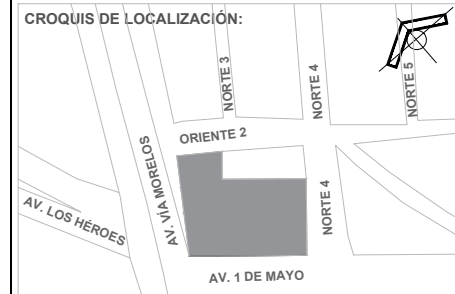 CROQUIS DE LOCALIZACIÓN:
NORTE 3
NORTE 4
NORTE 5
ORIENTE 2
AV. VÍA MORELOS
AV. LOS HÉROES
NORTE 4
AV. 1 DE MAYO